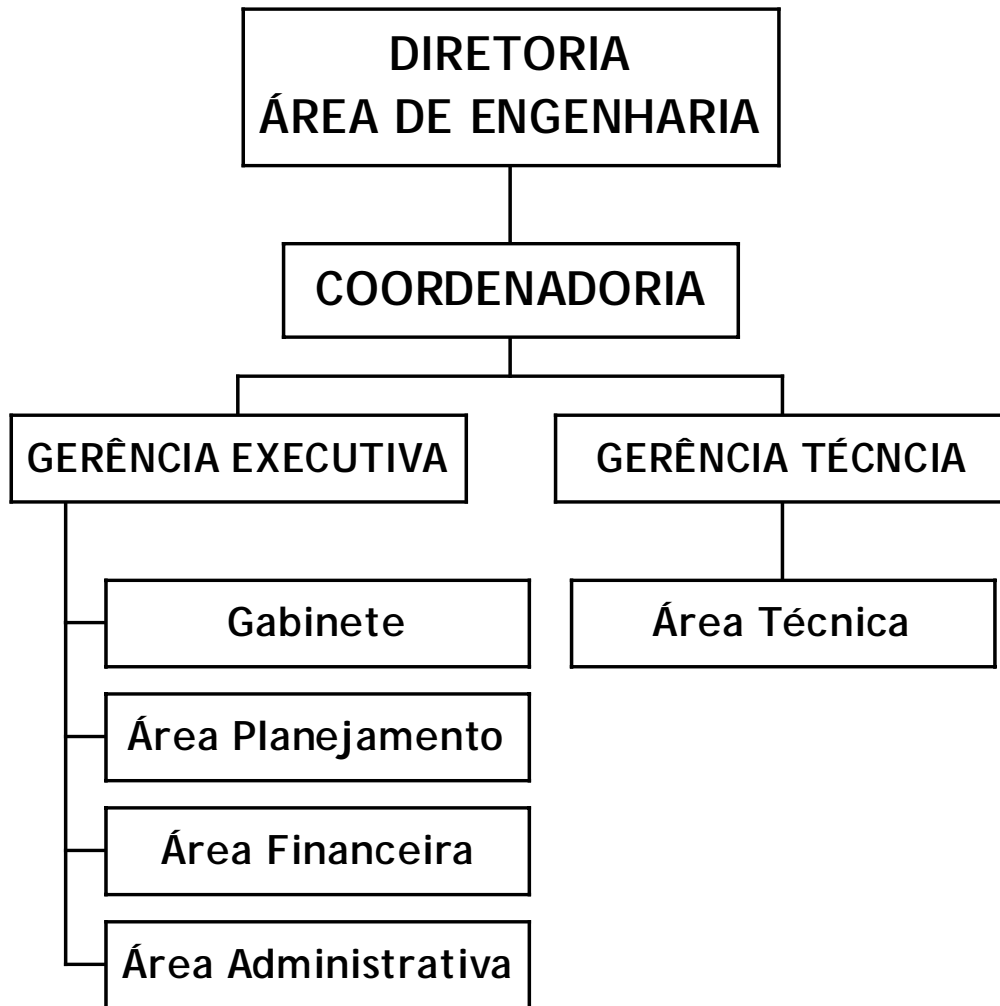 DIRETORIA
ÁREA DE ENGENHARIA
COORDENADORIA
GERÊNCIA EXECUTIVA
GERÊNCIA TÉCNCIA
Gabinete
Área Técnica
Área Planejamento
Área Financeira
Área Administrativa